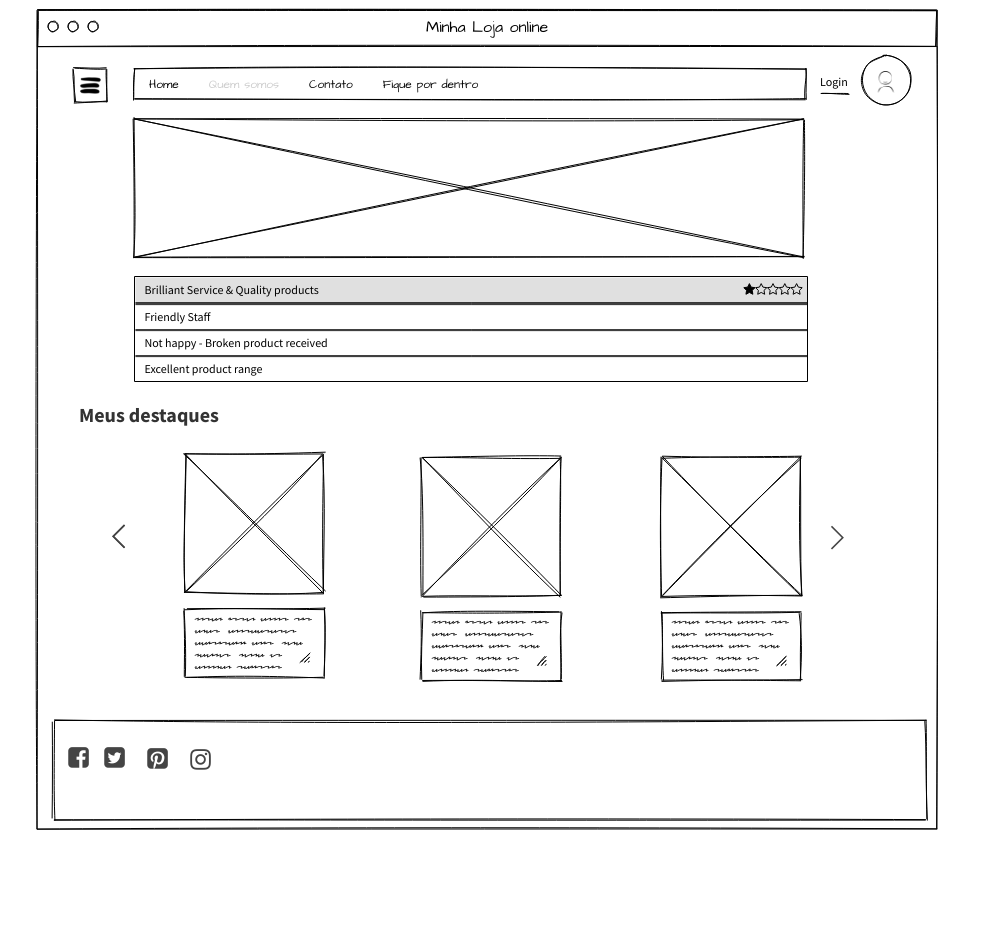 Minha Loja online
Home Quem somos Contato Fique por dentro
Login
Brilliant Service & Quality products
Friendly Staff
Not happy - Broken product received
Excellent product range
Meus destaques